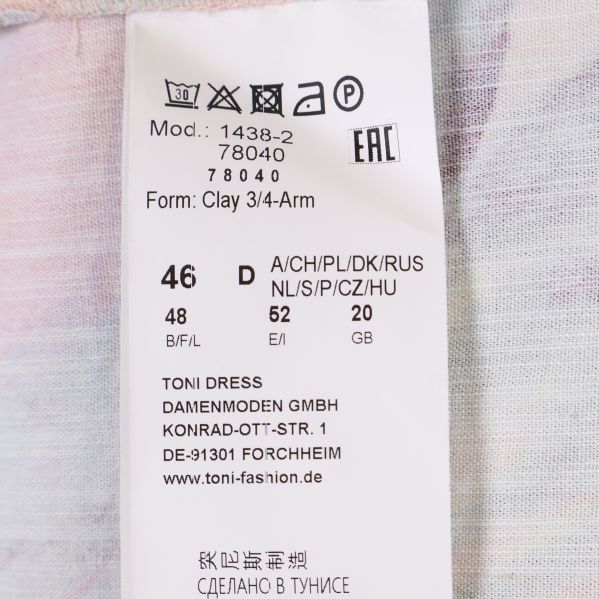 30
P
Mod.: 1438-2
78040
EAC
78040
Form: Clay 3/4-Arm
46 D A/CH/PL/DK/RUS
NL/S/P/CZ/HU
48 52 20
B/F/L E/I GB
TONI DRESS
DAMENMODEN GMBH
KONRAD-OTT-STR. 1
DE-91301 FORCHHEIM
www.toni-fashion.de
突尼斯制造
СДЕЛАНО В ТУНИСЕ